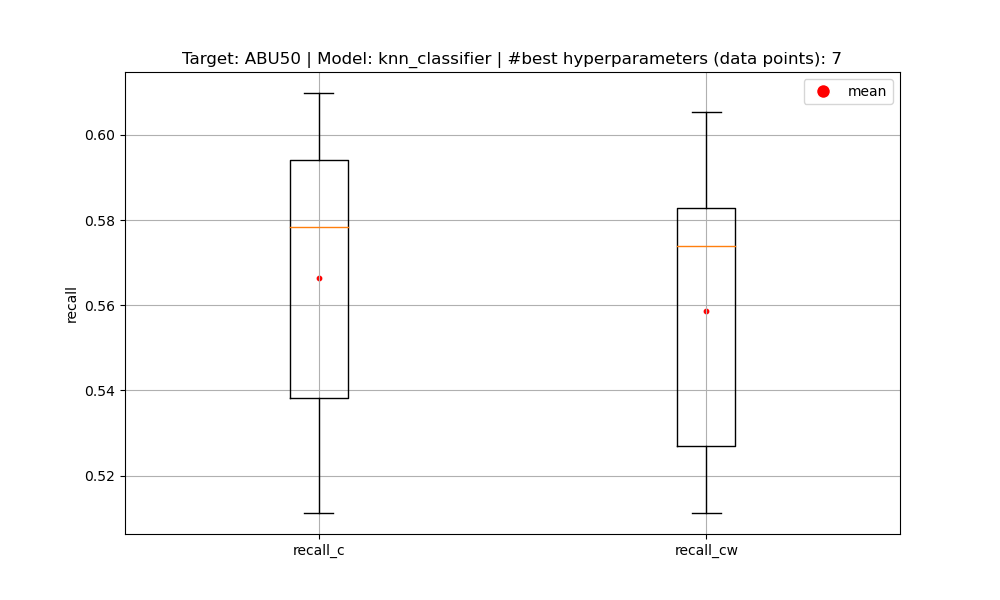 Target: ABU50 | Model: knn_classifier | #best hyperparameters (data points): 7
mean
0.60
0.58
0.56
0.54
0.52
recall
recall_c
recall_cw